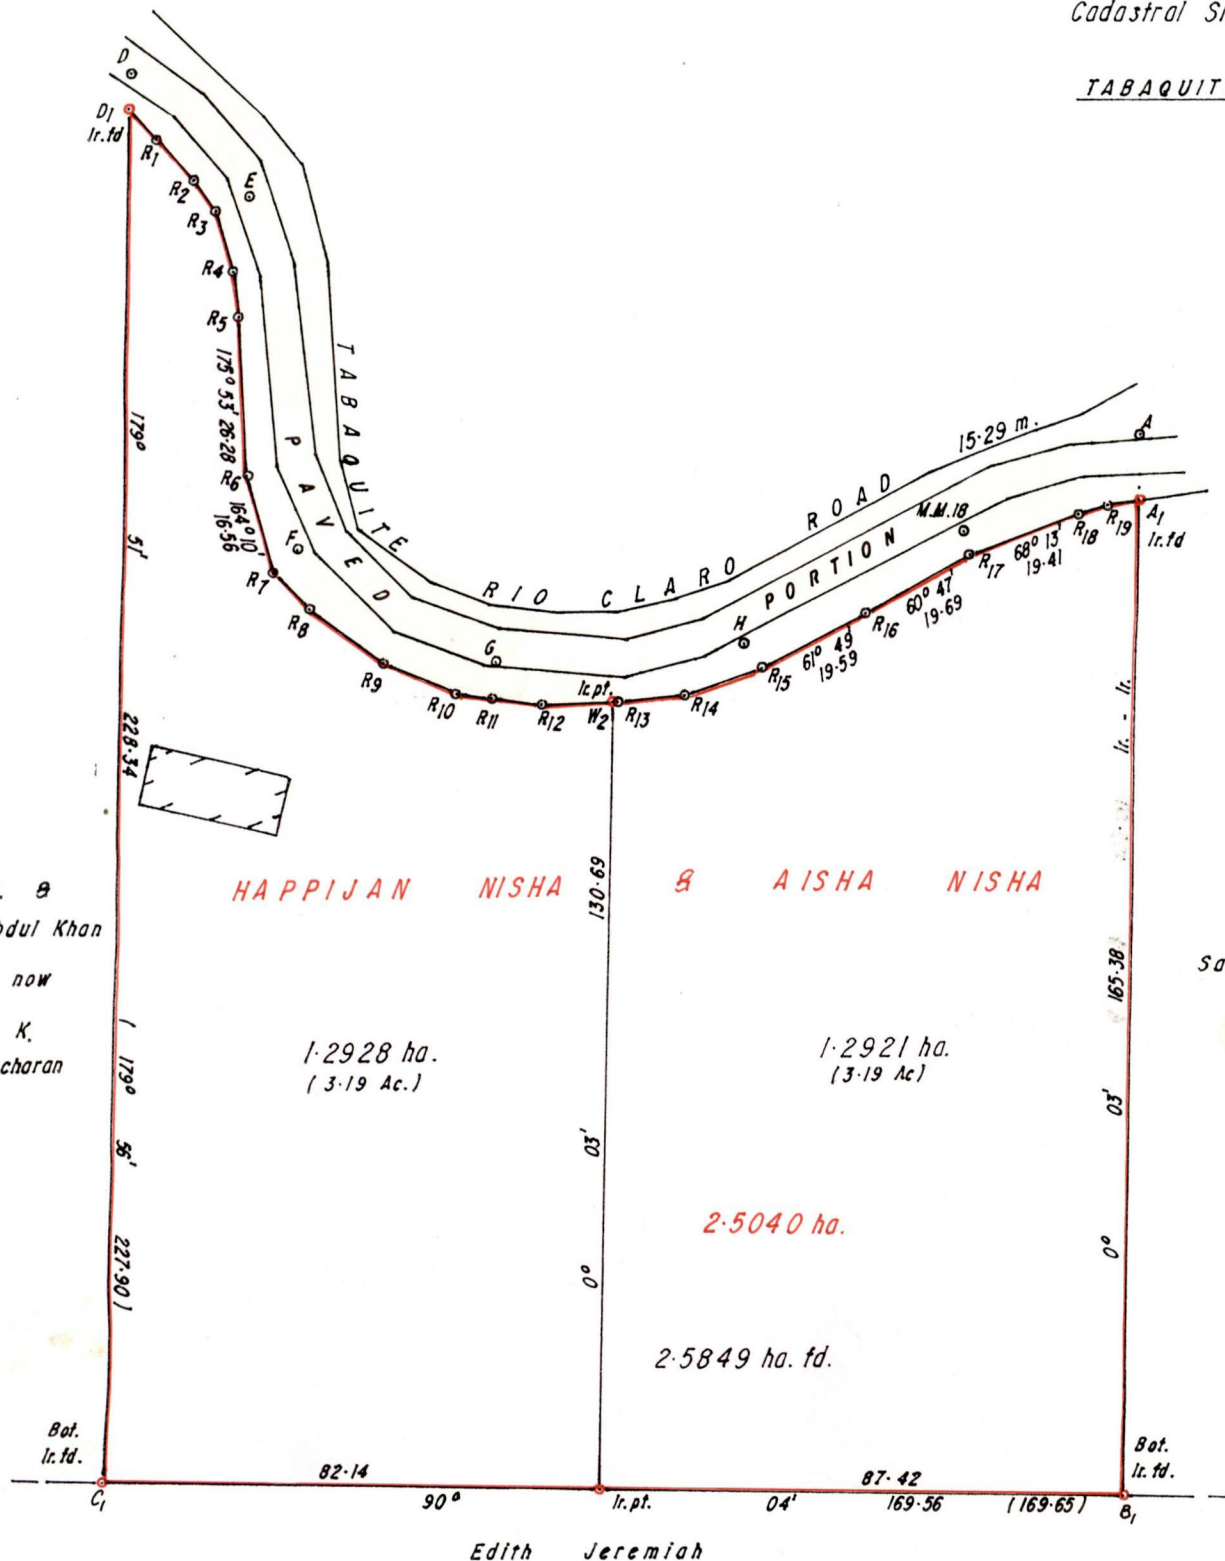 Cadastral
TABAQUIT
D
D1
Ir.fd
R1
R2
E
R3
R4
R5
175° 53' 26·28
R6
164° 10'
16·56
F
R7
R8
R9
R10
G
R11
R12
Ir.pt.
W2
R13
H
R14
R15
61° 49'
19·59
R16
60° 47'
19·69
M.M.18
R17
68° 13'
19·41
R18
R19
A
A1
Ir.fd
TABAQUITE RIO CLARO ROAD 15·29 m.
PAVED PORTION
179° 51' 228·34
( 179° 56' 227·90 )
0° 03' 130·69
0° 03' 165·38 Ir. - Ir.
HAPPIJAN NISHA & AISHA NISHA
&
Khan
now
K.
charan
1·2928 ha.
( 3·19 Ac.)
1·2921 ha.
(3·19 Ac)
2·5040 ha.
2·5849 ha. fd.
Bot.
Ir.fd.
C1
82·14
87·42
Bot.
Ir.fd.
90° Ir.pt. 04' 169·56 (169·65)
B1
Edith Jeremiah